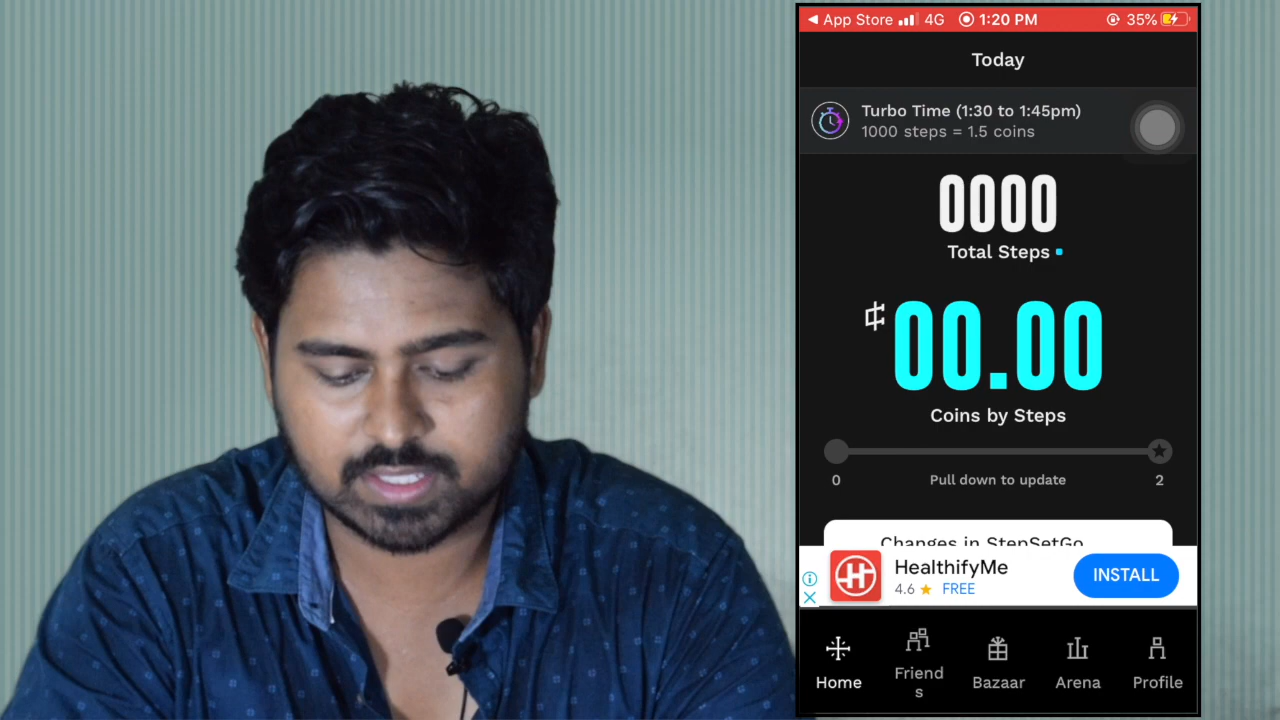 App Store 4G 1:20 PM 35%
Today
Turbo Time (1:30 to 1:45pm)
1000 steps = 1.5 coins
0000
Total Steps
₵ 00.00
Coins by Steps
0 Pull down to update 2
Changes in StepSetGo
HealthifyMe
4.6 ★ FREE
INSTALL
Home Friend
s Bazaar Arena Profile